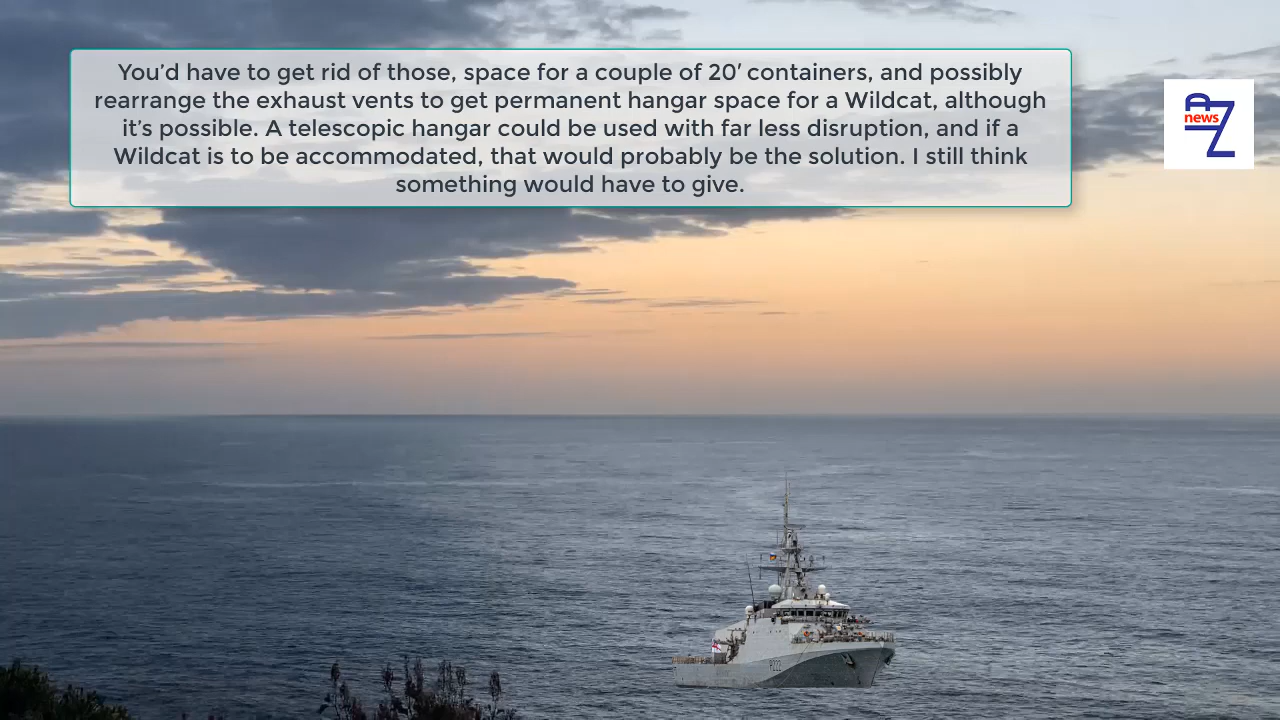 You’d have to get rid of those, space for a couple of 20′ containers, and possibly
rearrange the exhaust vents to get permanent hangar space for a Wildcat, although
it’s possible. A telescopic hangar could be used with far less disruption, and if a
Wildcat is to be accommodated, that would probably be the solution. I still think
something would have to give.
A
news
Z
P222